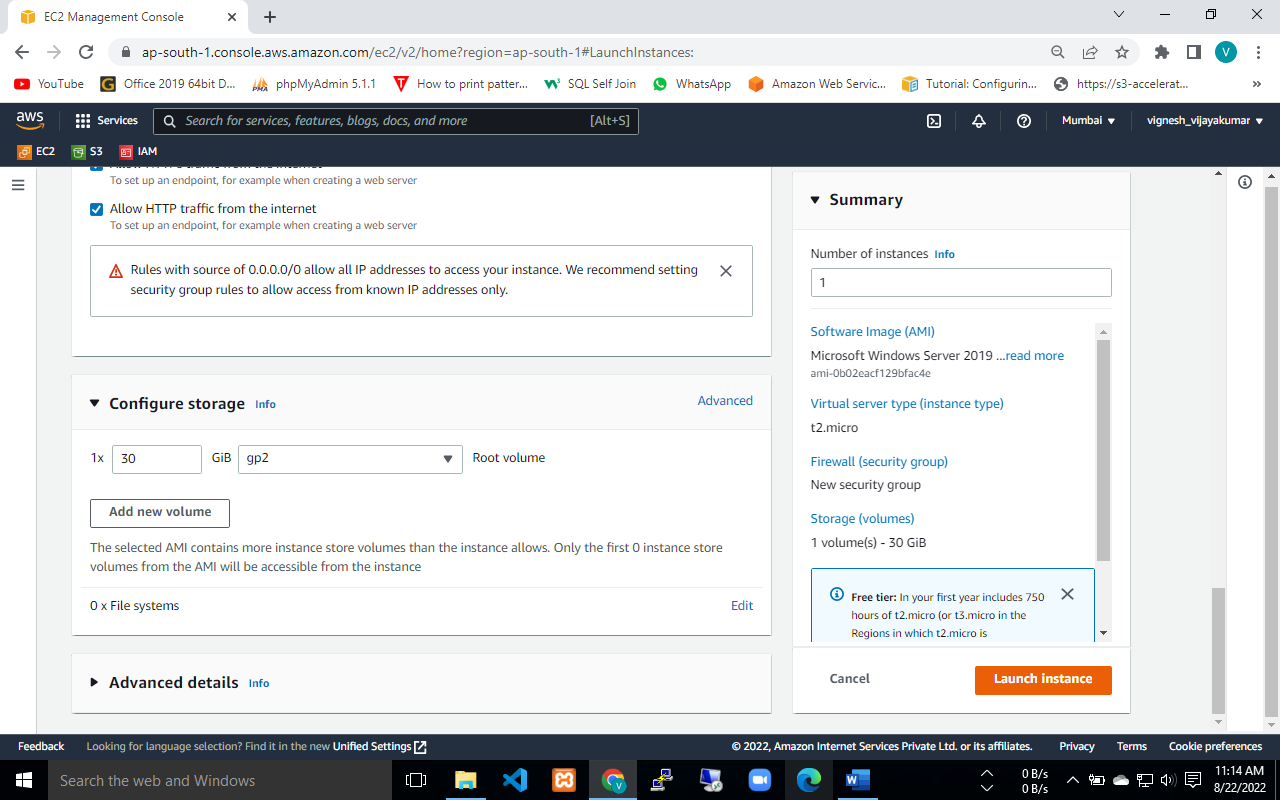 EC2 Management Console
ap-south-1.console.aws.amazon.com/ec2/v2/home?region=ap-south-1#LaunchInstances:
V
YouTube
Office 2019 64bit D...
phpMyAdmin 5.1.1
How to print patter...
SQL Self Join
WhatsApp
Amazon Web Servic...
Tutorial: Configurin...
https://s3-accelerat...
»
aws
Services
Search for services, features, blogs, docs, and more
[Alt+S]
Mumbai
vignesh_vijayakumar
EC2
S3
IAM
To set up an endpoint, for example when creating a web server
Allow HTTP traffic from the internet
To set up an endpoint, for example when creating a web server
Rules with source of 0.0.0.0/0 allow all IP addresses to access your instance. We recommend setting
security group rules to allow access from known IP addresses only.
Configure storage Info
Advanced
1x 30 GiB gp2 Root volume
Add new volume
The selected AMI contains more instance store volumes than the instance allows. Only the first 0 instance store
volumes from the AMI will be accessible from the instance
0 x File systems
Edit
Advanced details Info
Summary
Number of instances Info
1
Software Image (AMI)
Microsoft Windows Server 2019 ...read more
ami-0b02eacf129bfac4e
Virtual server type (instance type)
t2.micro
Firewall (security group)
New security group
Storage (volumes)
1 volume(s) - 30 GiB
Free tier: In your first year includes 750
hours of t2.micro (or t3.micro in the
Regions in which t2.micro is
Cancel
Launch instance
Feedback
Looking for language selection? Find it in the new Unified Settings
© 2022, Amazon Internet Services Private Ltd. or its affiliates.
Privacy
Terms
Cookie preferences
Search the web and Windows
0 B/s
0 B/s
11:14 AM
8/22/2022